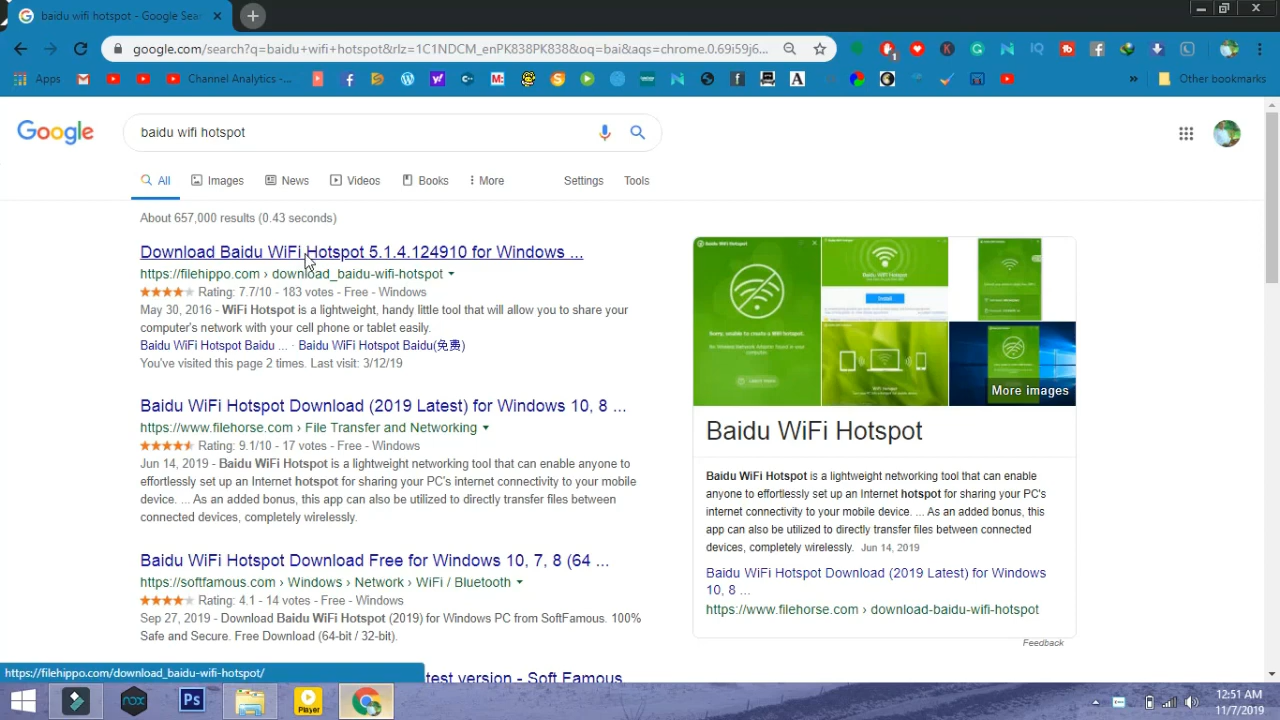 baidu wifi hotspot - Google Sea
google.com/search?q=baidu+wifi+hotspot&rlz=1C1NDCM_enPK838PK838&oq=bai&aqs=chrome.0.69i59j6...
Apps
Channel Analytics -...
Other bookmarks
Google
baidu wifi hotspot
All Images News Videos Books More Settings Tools
About 657,000 results (0.43 seconds)
Download Baidu WiFi Hotspot 5.1.4.124910 for Windows ...
https://filehippo.com › download_baidu-wifi-hotspot
Rating: 7.7/10 - 183 votes - Free - Windows
May 30, 2016 - WiFi Hotspot is a lightweight, handy little tool that will allow you to share your
computer's network with your cell phone or tablet easily.
Baidu WiFi Hotspot Baidu ... · Baidu WiFi Hotspot Baidu(免费)
You've visited this page 2 times. Last visit: 3/12/19
Baidu WiFi Hotspot Download (2019 Latest) for Windows 10, 8 ...
https://www.filehorse.com › File Transfer and Networking
Rating: 9.1/10 - 17 votes - Free - Windows
Jun 14, 2019 - Baidu WiFi Hotspot is a lightweight networking tool that can enable anyone to
effortlessly set up an Internet hotspot for sharing your PC's internet connectivity to your mobile
device. ... As an added bonus, this app can also be utilized to directly transfer files between
connected devices, completely wirelessly.
Baidu WiFi Hotspot Download Free for Windows 10, 7, 8 (64 ...
https://softfamous.com › Windows › Network › WiFi / Bluetooth
Rating: 4.1 - 14 votes - Free - Windows
Sep 27, 2019 - Download Baidu WiFi Hotspot (2019) for Windows PC from SoftFamous. 100%
Safe and Secure. Free Download (64-bit / 32-bit).
test version - Soft Famous
https://filehippo.com/download_baidu-wifi-hotspot/
Baidu WiFi Hotspot
Sorry, unable to create a WiFi hotspot.
Install
WiFi Hotspot
More images
Baidu WiFi Hotspot
Baidu WiFi Hotspot is a lightweight networking tool that can enable
anyone to effortlessly set up an Internet hotspot for sharing your PC's
internet connectivity to your mobile device. ... As an added bonus, this
app can also be utilized to directly transfer files between connected
devices, completely wirelessly. Jun 14, 2019
Baidu WiFi Hotspot Download (2019 Latest) for Windows
10, 8 ...
https://www.filehorse.com › download-baidu-wifi-hotspot
Feedback
nox
Ps
Player
12:51 AM
11/7/2019